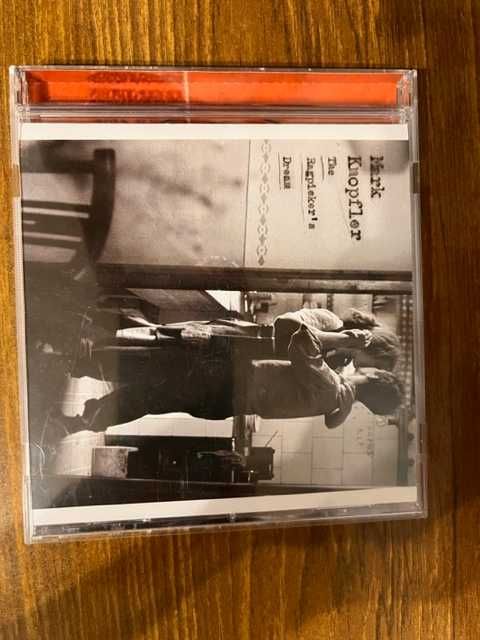 Mark
Knopfler
The
Ragpicker's
Dream